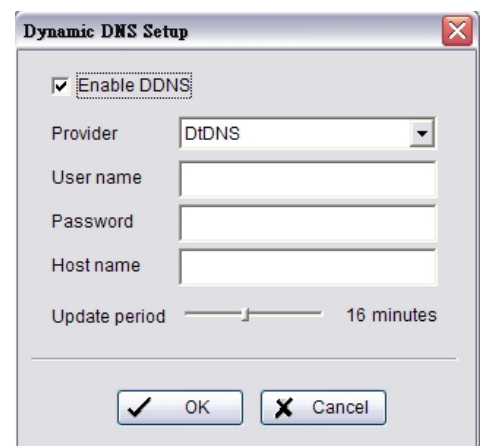 Dynamic DNS Setup
Enable DDNS
Provider DtDNS
User name
Password
Host name
Update period 16 minutes
OK Cancel